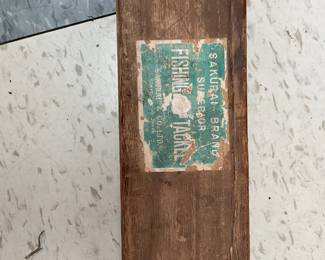 SAKURAI BRAND
SUPERIOR
FISHING TACKLE
& CO., LTD.